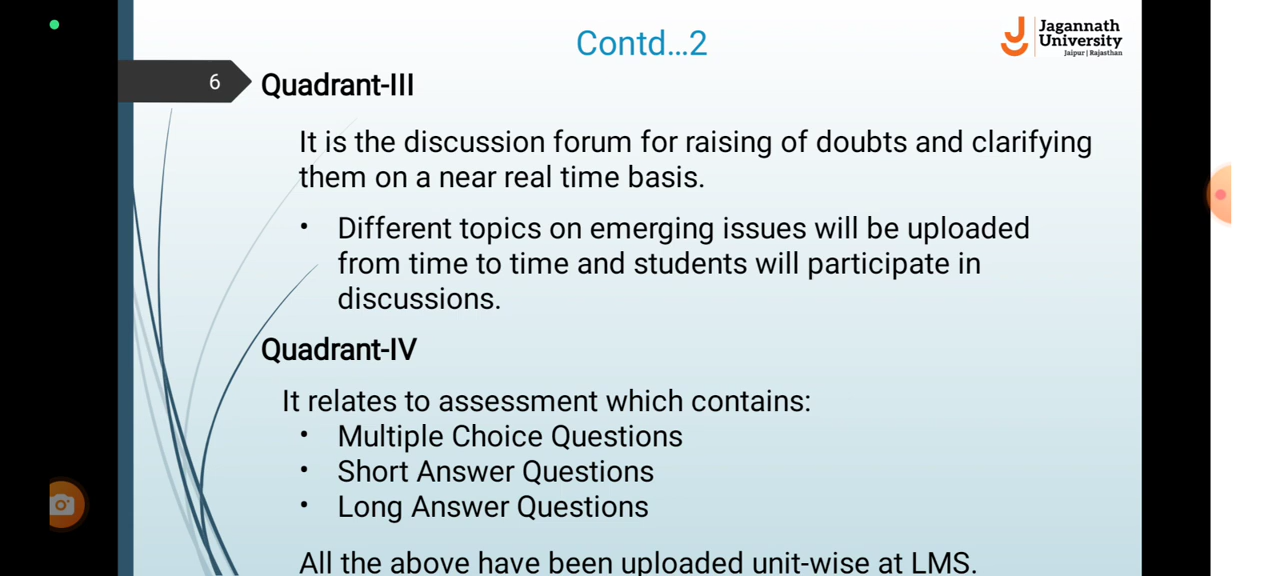 Contd...2
Jagannath
University
Jaipur | Rajasthan
6
Quadrant-III
It is the discussion forum for raising of doubts and clarifying
them on a near real time basis.
• Different topics on emerging issues will be uploaded
from time to time and students will participate in
discussions.
Quadrant-IV
It relates to assessment which contains:
• Multiple Choice Questions
• Short Answer Questions
• Long Answer Questions
All the above have been uploaded unit-wise at LMS.